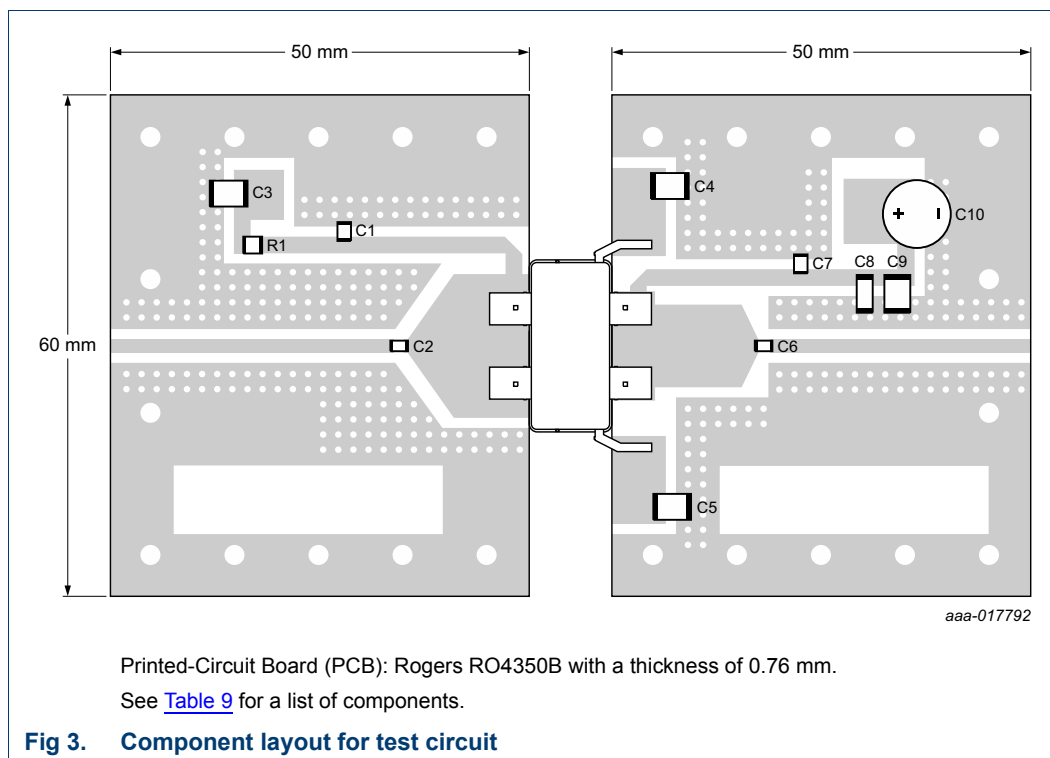 50 mm
50 mm
60 mm
C3
R1
C1
C2
C4
C7
C8
C9
C10
+
-
C6
C5
aaa-017792
Printed-Circuit Board (PCB): Rogers RO4350B with a thickness of 0.76 mm.
See Table 9 for a list of components.
Fig 3. Component layout for test circuit